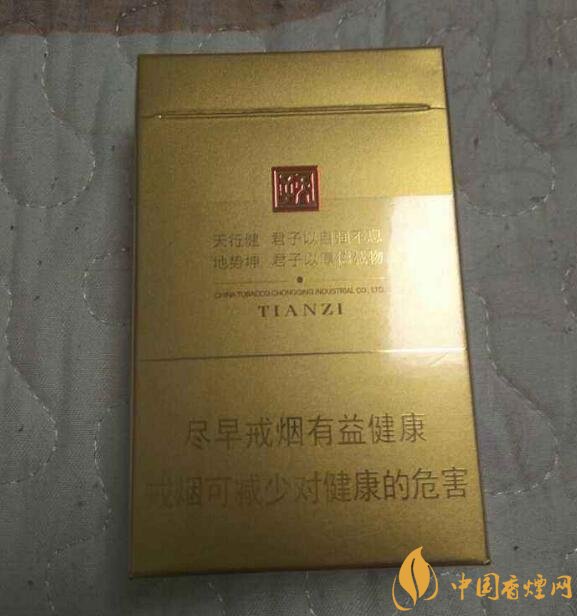 天行健 君子以自强不息
地势坤 君子以厚德载物
CHINA TOBACCO CHONGQING INDUSTRIAL CO., LTD.
TIANZI
尽早戒烟有益健康
戒烟可减少对健康的危害
中国香烟网